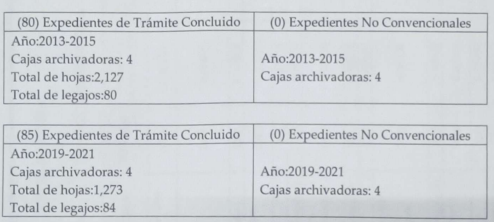 (80) Expedientes de Trámite Concluido (0) Expedientes No Convencionales
Año:2013-2015
Cajas archivadoras: 4
Total de hojas:2,127
Total de legajos:80
Año:2013-2015
Cajas archivadoras: 4
(85) Expedientes de Trámite Concluido (0) Expedientes No Convencionales
Año:2019-2021
Cajas archivadoras: 4
Total de hojas:1,273
Total de legajos:84
Año:2019-2021
Cajas archivadoras: 4